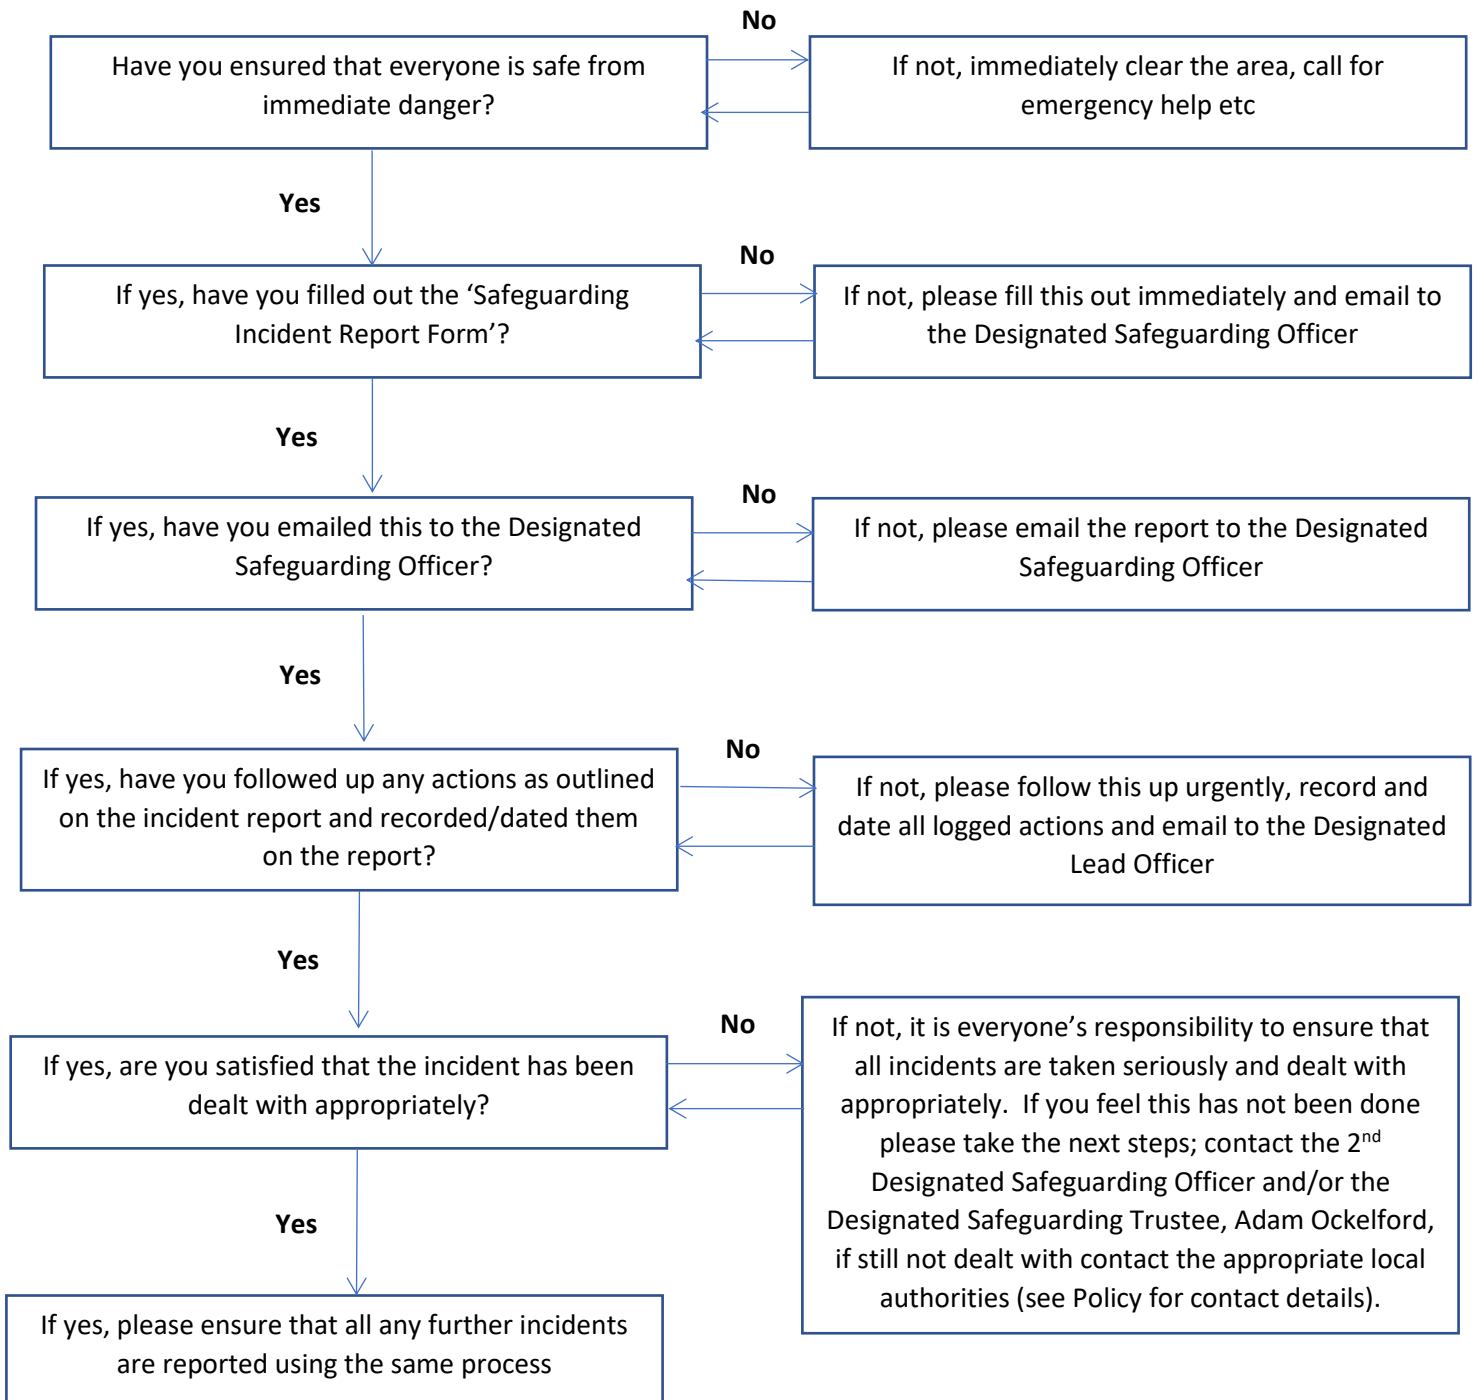 No
Have you ensured that everyone is safe from
immediate danger?
If not, immediately clear the area, call for
emergency help etc
Yes
No
If yes, have you filled out the ‘Safeguarding
Incident Report Form’?
If not, please fill this out immediately and email to
the Designated Safeguarding Officer
Yes
No
If yes, have you emailed this to the Designated
Safeguarding Officer?
If not, please email the report to the Designated
Safeguarding Officer
Yes
No
If yes, have you followed up any actions as outlined
on the incident report and recorded/dated them
on the report?
If not, please follow this up urgently, record and
date all logged actions and email to the Designated
Lead Officer
Yes
No
If yes, are you satisfied that the incident has been
dealt with appropriately?
If not, it is everyone’s responsibility to ensure that
all incidents are taken seriously and dealt with
appropriately.  If you feel this has not been done
please take the next steps; contact the 2nd
Designated Safeguarding Officer and/or the
Designated Safeguarding Trustee, Adam Ockelford,
if still not dealt with contact the appropriate local
authorities (see Policy for contact details).
Yes
If yes, please ensure that all any further incidents
are reported using the same process